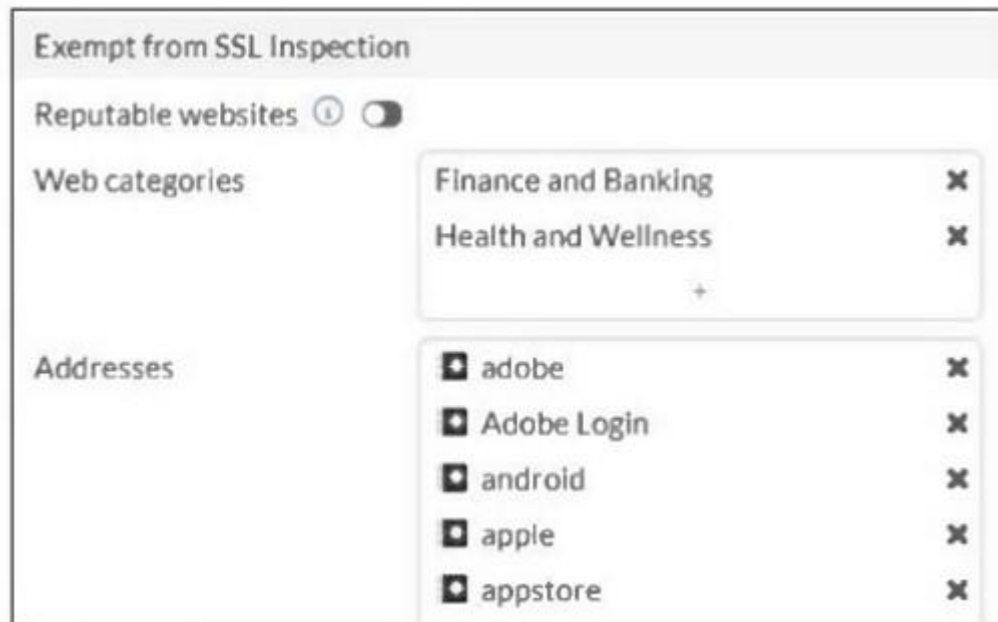 Exempt from SSL Inspection
Reputable websites
Web categories
Finance and Banking
Health and Wellness
+
Addresses
adobe
Adobe Login
android
apple
appstore